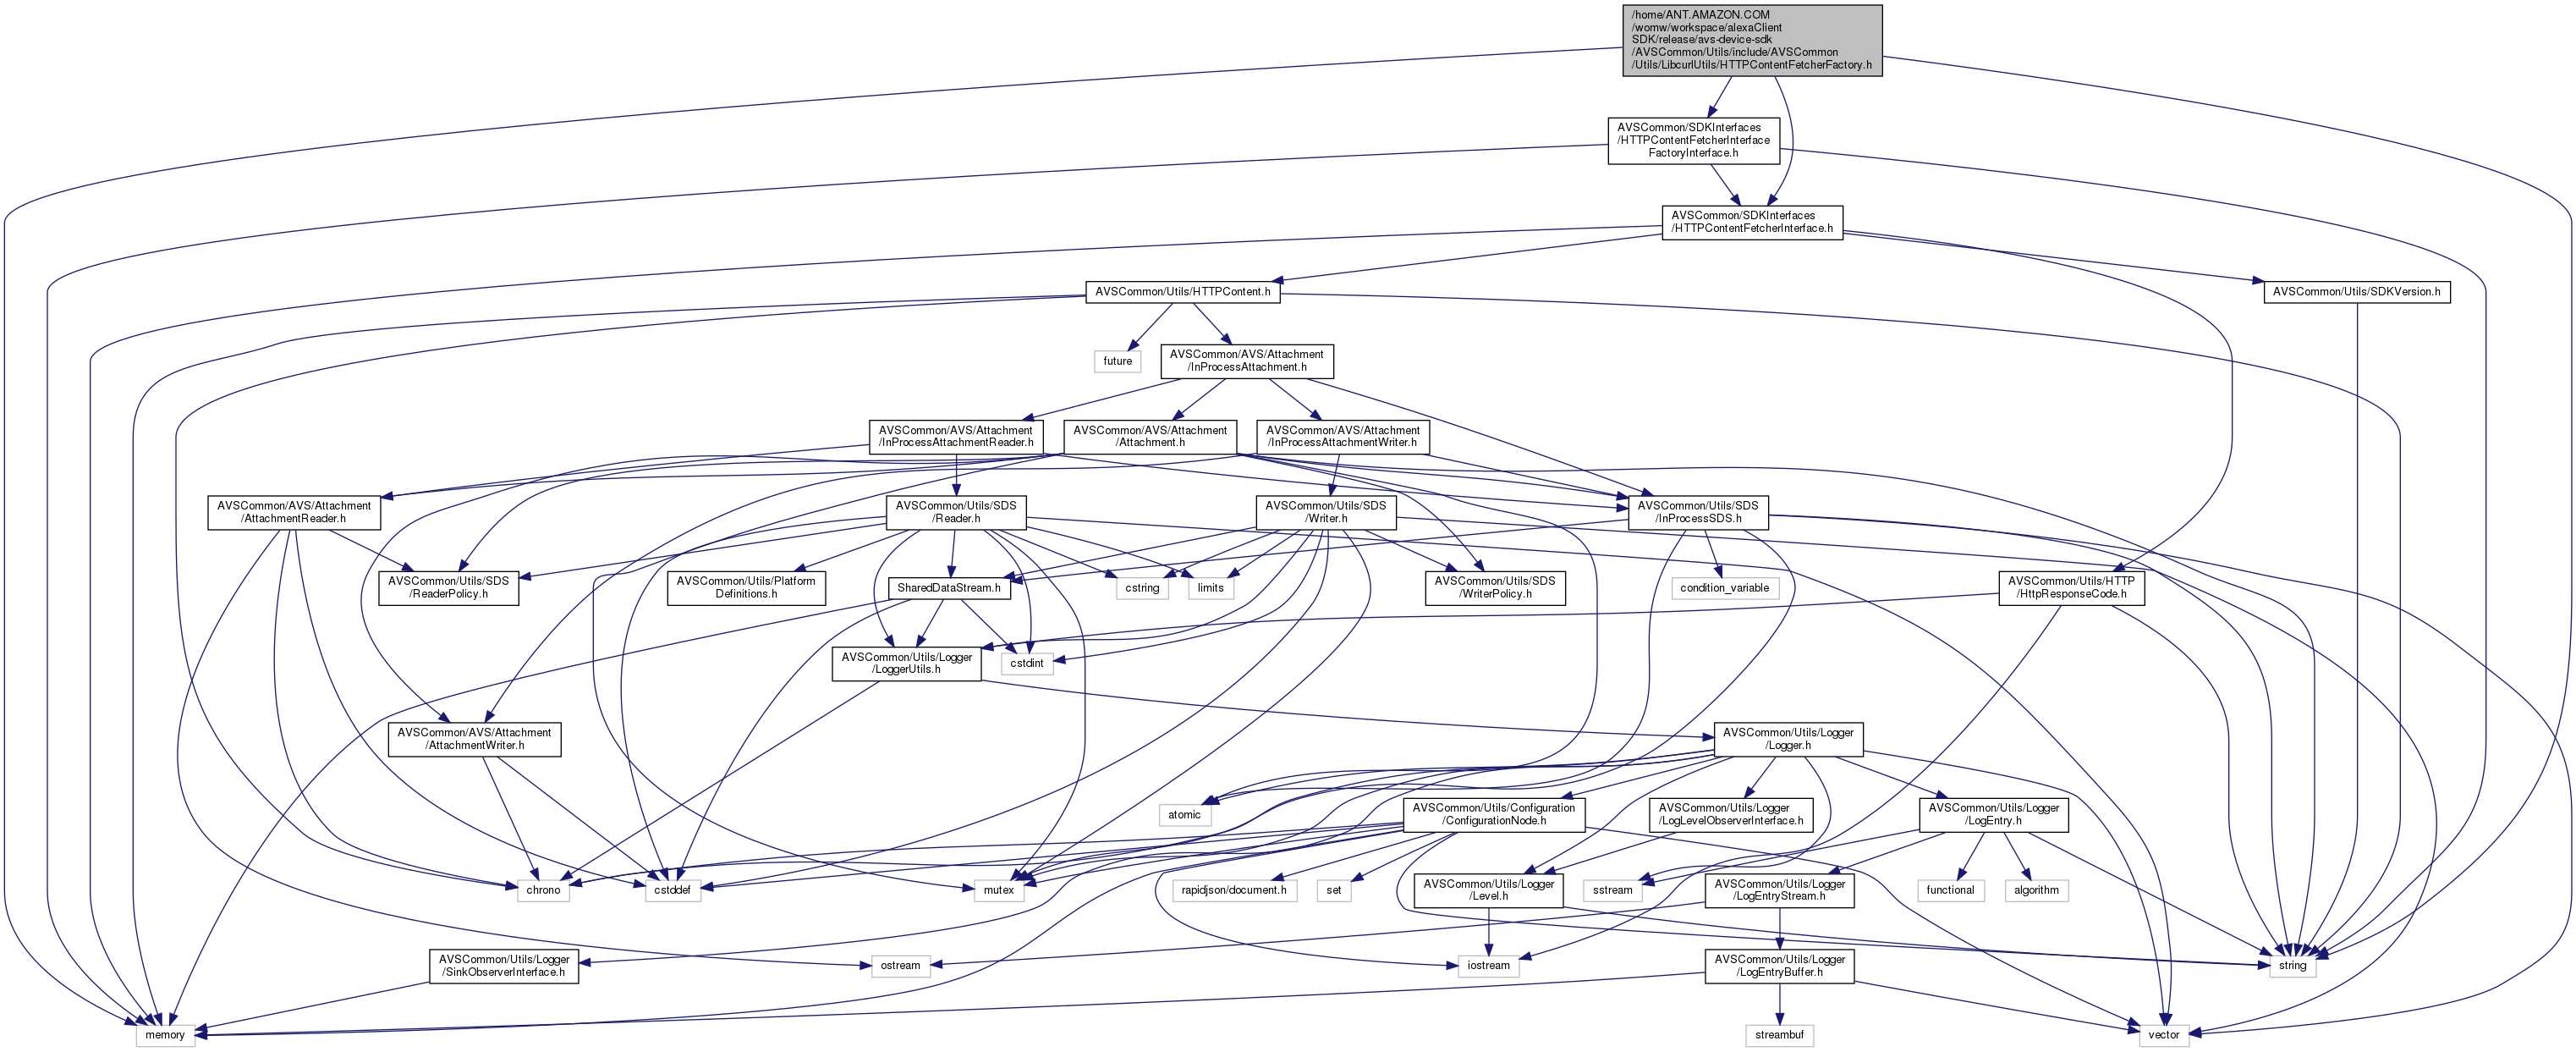 /home/ANT.AMAZON.COM
/womw/workspace/alexaClient
SDK/release/avs-device-sdk
/AVSCommon/Utils/include/AVSCommon
/Utils/LibcurlUtils/HTTPContentFetcherFactory.h
AVSCommon/SDKInterfaces
/HTTPContentFetcherInterface
FactoryInterface.h
AVSCommon/SDKInterfaces
/HTTPContentFetcherInterface.h
AVSCommon/Utils/HTTPContent.h
AVSCommon/Utils/SDKVersion.h
future
AVSCommon/AVS/Attachment
/InProcessAttachment.h
AVSCommon/AVS/Attachment
/InProcessAttachmentReader.h
AVSCommon/AVS/Attachment
/Attachment.h
AVSCommon/AVS/Attachment
/InProcessAttachmentWriter.h
AVSCommon/AVS/Attachment
/AttachmentReader.h
AVSCommon/Utils/SDS
/Reader.h
AVSCommon/Utils/SDS
/Writer.h
AVSCommon/Utils/SDS
/InProcessSDS.h
AVSCommon/Utils/SDS
/ReaderPolicy.h
AVSCommon/Utils/Platform
Definitions.h
SharedDataStream.h
cstring
limits
AVSCommon/Utils/SDS
/WriterPolicy.h
condition_variable
AVSCommon/Utils/HTTP
/HttpResponseCode.h
AVSCommon/Utils/Logger
/LoggerUtils.h
cstdint
AVSCommon/AVS/Attachment
/AttachmentWriter.h
AVSCommon/Utils/Logger
/Logger.h
atomic
AVSCommon/Utils/Configuration
/ConfigurationNode.h
AVSCommon/Utils/Logger
/LogLevelObserverInterface.h
AVSCommon/Utils/Logger
/LogEntry.h
chrono
cstddef
mutex
rapidjson/document.h
set
AVSCommon/Utils/Logger
/Level.h
sstream
AVSCommon/Utils/Logger
/LogEntryStream.h
functional
algorithm
AVSCommon/Utils/Logger
/SinkObserverInterface.h
ostream
iostream
AVSCommon/Utils/Logger
/LogEntryBuffer.h
string
memory
streambuf
vector